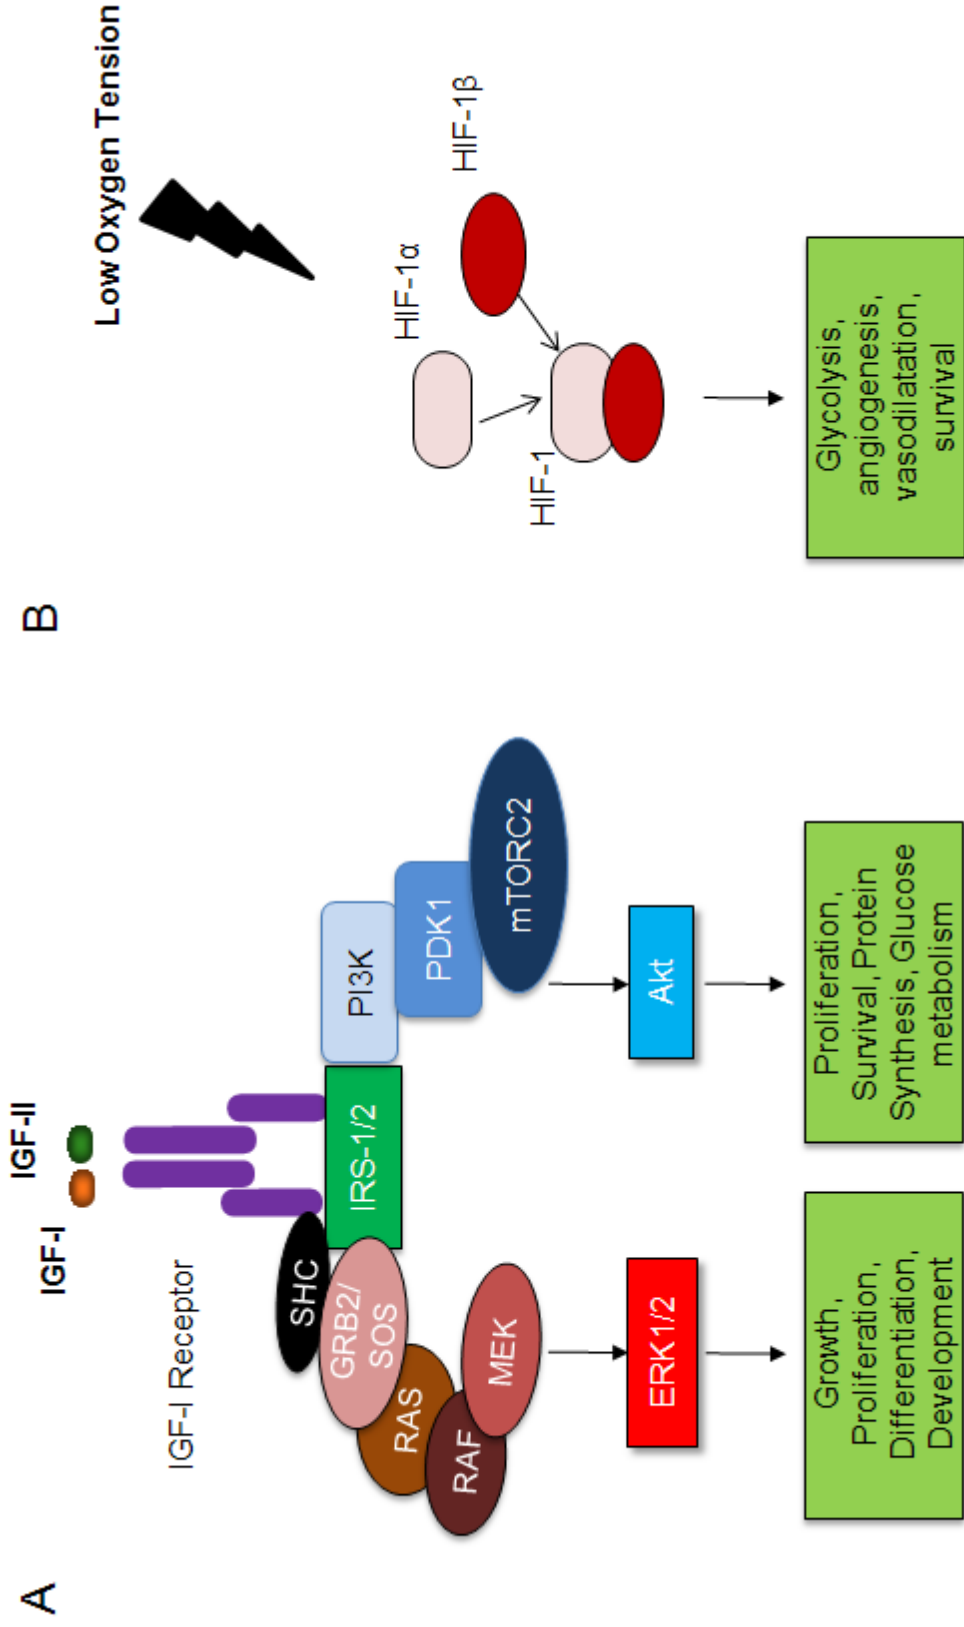 A
IGF-I
IGF-II
IGF-I Receptor
SHC
GRB2/
SOS
RAS
RAF
MEK
IRS-1/2
PI3K
PDK1
mTORC2
ERK1/2
Akt
Growth,
Proliferation,
Differentiation,
Development
Proliferation,
Survival, Protein
Synthesis, Glucose
metabolism
B
Low Oxygen Tension
HIF-1α
HIF-1β
HIF-1
Glycolysis,
angiogenesis,
vasodilatation,
survival